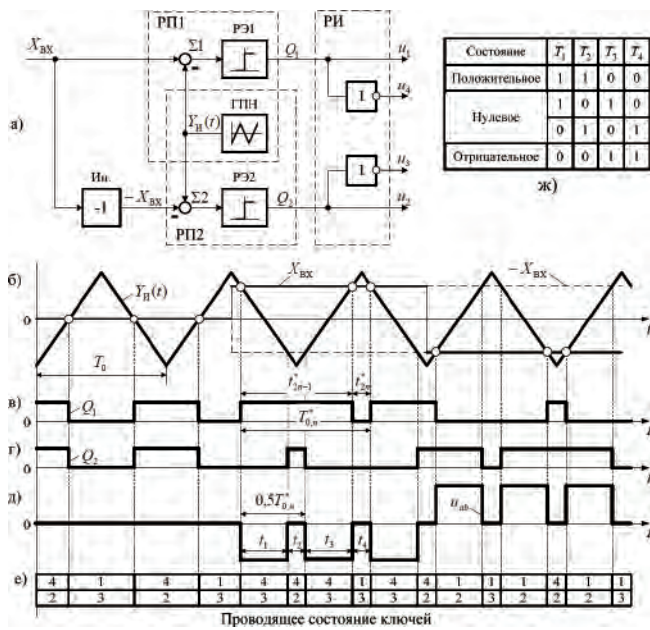 РП1
РЭ1
РИ
X_ВХ
Σ1
-
Q₁
u₁
1
u₄
ГПН
Y_И(t)
а)
1
u₃
Ин.
-1
−X_ВХ
Σ2
-
РЭ2
Q₂
u₂
РП2
Состояние T₁ T₂ T₃ T₄
Положительное 1 1 0 0
Нулевое 1 0 1 0
0 1 0 1
Отрицательное 0 0 1 1
ж)
б)
X_ВХ
−X_ВХ
Y_И(t)
0
t
T₀
в)
Q₁
t*₂ₙ₋₁
t*₂ₙ
0
t
T*₀,ₙ
г)
Q₂
0
t
д)
0,5T*₀,ₙ
u_ab
0
t
t₁ t₂ t₃ t₄
е)
4 1 4 1 4 4 4 1 4 4 1 1 1 4 1 1
2 3 2 3 3 2 3 3 3 2 2 3 2 2 2 3
Проводящее состояние ключей